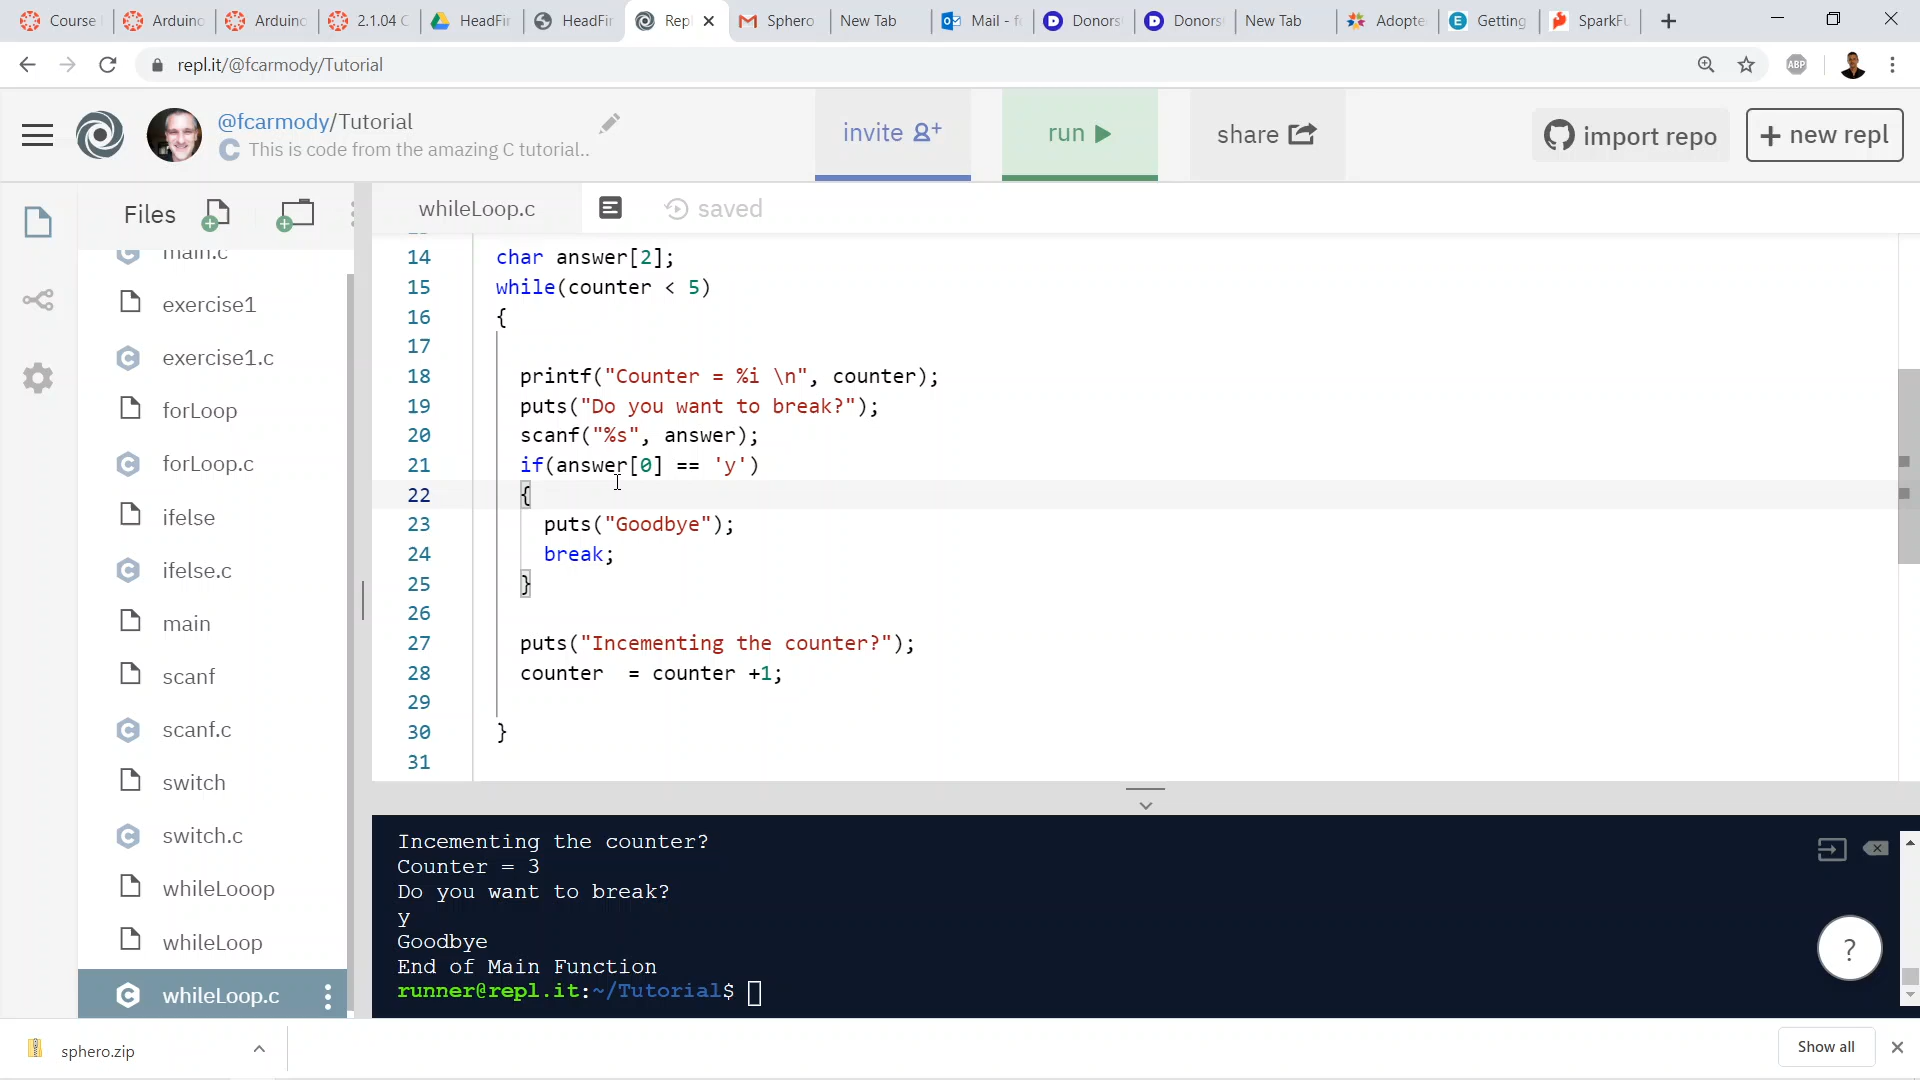 Course
Arduino
Arduino
2.1.04 C
HeadFir
HeadFir
Repl
Sphero
New Tab
Mail - f
Donors
Donors
New Tab
Adopte
Getting
SparkFu
repl.it/@fcarmody/Tutorial
ABP
@fcarmody/Tutorial
This is code from the amazing C tutorial..
invite
run
share
import repo
+ new repl
Files
main.c
exercise1
exercise1.c
forLoop
forLoop.c
ifelse
ifelse.c
main
scanf
scanf.c
switch
switch.c
whileLooop
whileLoop
whileLoop.c
whileLoop.c
saved
14 char answer[2];
15 while(counter < 5)
16 {
17
18 printf("Counter = %i \n", counter);
19 puts("Do you want to break?");
20 scanf("%s", answer);
21 if(answer[0] == 'y')
22 {
23 puts("Goodbye");
24 break;
25 }
26
27 puts("Incementing the counter?");
28 counter  = counter +1;
29
30 }
31
Incementing the counter?
Counter = 3
Do you want to break?
y
Goodbye
End of Main Function
runner@repl.it:~/Tutorial$
?
sphero.zip
Show all